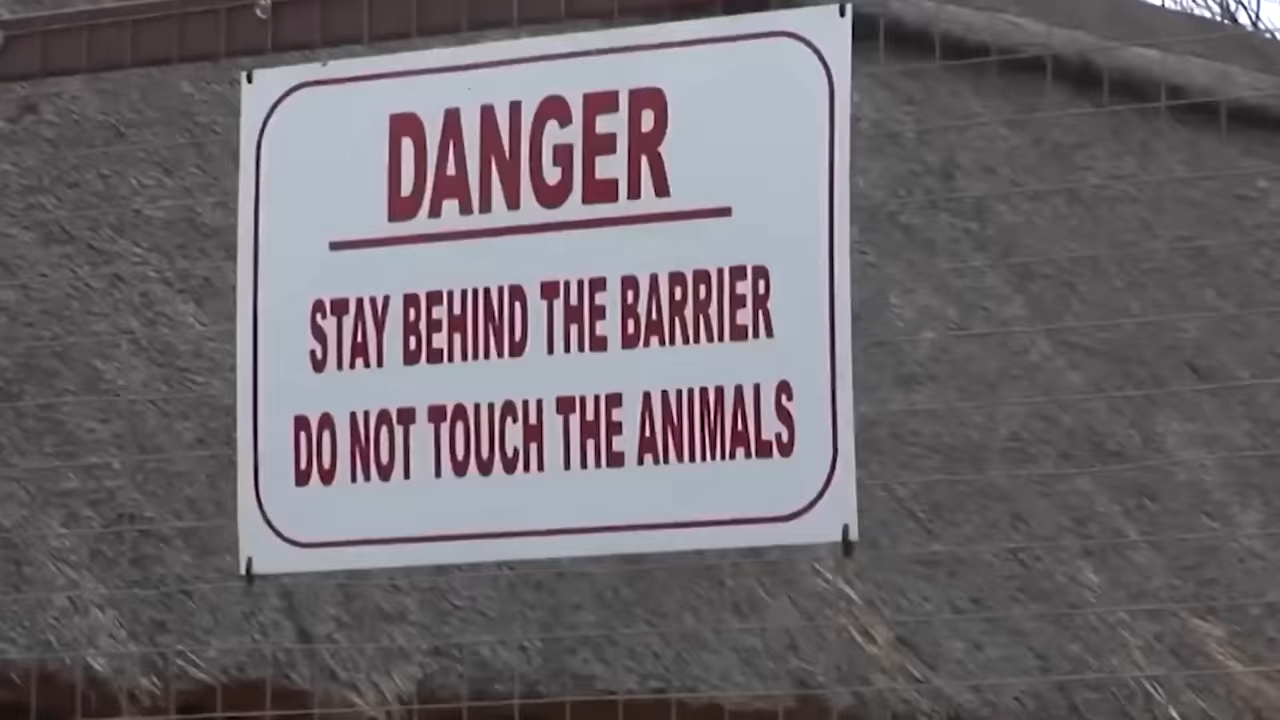 DANGER
STAY BEHIND THE BARRIER
DO NOT TOUCH THE ANIMALS